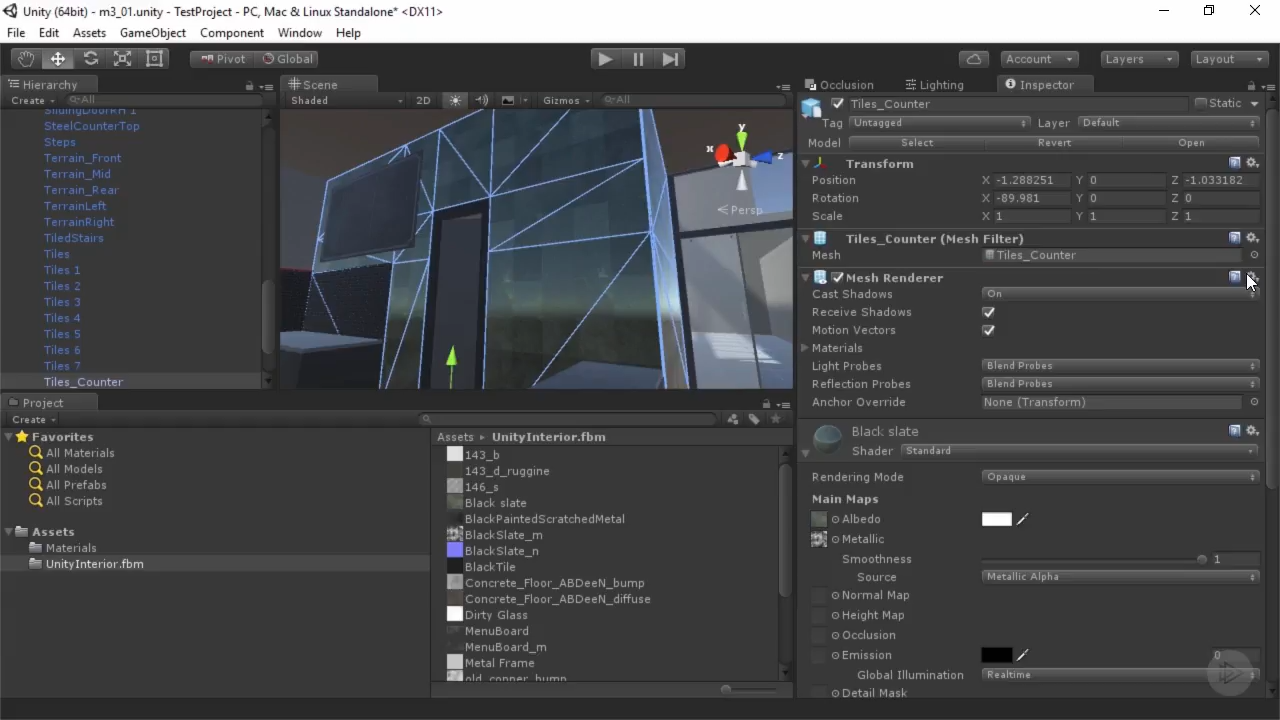 Unity (64bit) - m3_01.unity - TestProject - PC, Mac & Linux Standalone* <DX11>
File Edit Assets GameObject Component Window Help
Pivot Global Account Layers Layout
Hierarchy
Create All
SlidingDoorRH 1
SteelCounterTop
Steps
Terrain_Front
Terrain_Mid
Terrain_Rear
TerrainLeft
TerrainRight
TiledStairs
Tiles
Tiles 1
Tiles 2
Tiles 3
Tiles 4
Tiles 5
Tiles 6
Tiles 7
Tiles_Counter
Scene
Shaded 2D Gizmos All
y
x
z
Persp
Project
Create
Favorites
All Materials
All Models
All Prefabs
All Scripts
Assets
Materials
UnityInterior.fbm
Assets UnityInterior.fbm
143_b
143_d_ruggine
146_s
Black slate
BlackPaintedScratchedMetal
BlackSlate_m
BlackSlate_n
BlackTile
Concrete_Floor_ABDeeN_bump
Concrete_Floor_ABDeeN_diffuse
Dirty Glass
MenuBoard
MenuBoard_m
Metal Frame
old_copper_bump
Occlusion Lighting Inspector
Tiles_Counter Static
Tag Untagged Layer Default
Model Select Revert Open
Transform
Position X -1.288251 Y 0 Z -1.033182
Rotation X -89.981 Y 0 Z 0
Scale X 1 Y 1 Z 1
Tiles_Counter (Mesh Filter)
Mesh Tiles_Counter
Mesh Renderer
Cast Shadows On
Receive Shadows
Motion Vectors
Materials
Light Probes Blend Probes
Reflection Probes Blend Probes
Anchor Override None (Transform)
Black slate
Shader Standard
Rendering Mode Opaque
Main Maps
Albedo
Metallic
Smoothness 1
Source Metallic Alpha
Normal Map
Height Map
Occlusion
Emission 0
Global Illumination Realtime
Detail Mask